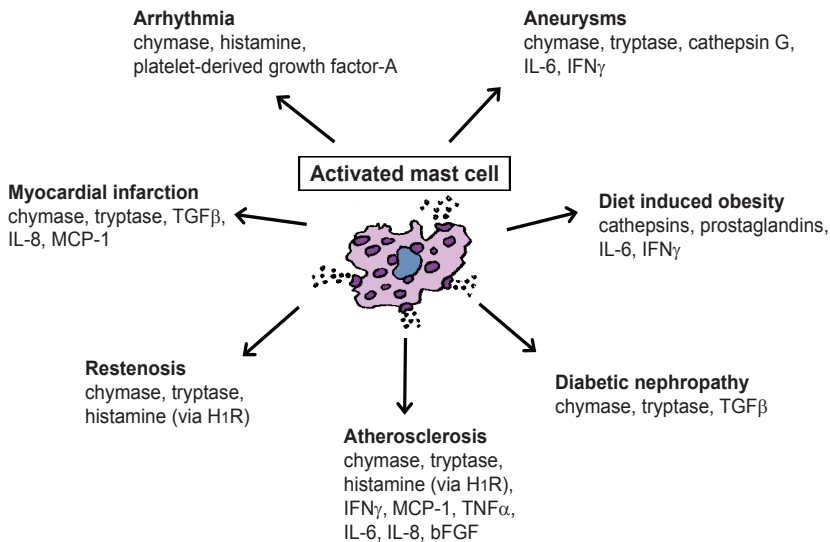 Arrhythmia
chymase, histamine,
platelet-derived growth factor-A
Aneurysms
chymase, tryptase, cathepsin G,
IL-6, IFNγ
Activated mast cell
Myocardial infarction
chymase, tryptase, TGFβ,
IL-8, MCP-1
Diet induced obesity
cathepsins, prostaglandins,
IL-6, IFNγ
Restenosis
chymase, tryptase,
histamine (via H1R)
Diabetic nephropathy
chymase, tryptase, TGFβ
Atherosclerosis
chymase, tryptase,
histamine (via H1R),
IFNγ, MCP-1, TNFα,
IL-6, IL-8, bFGF